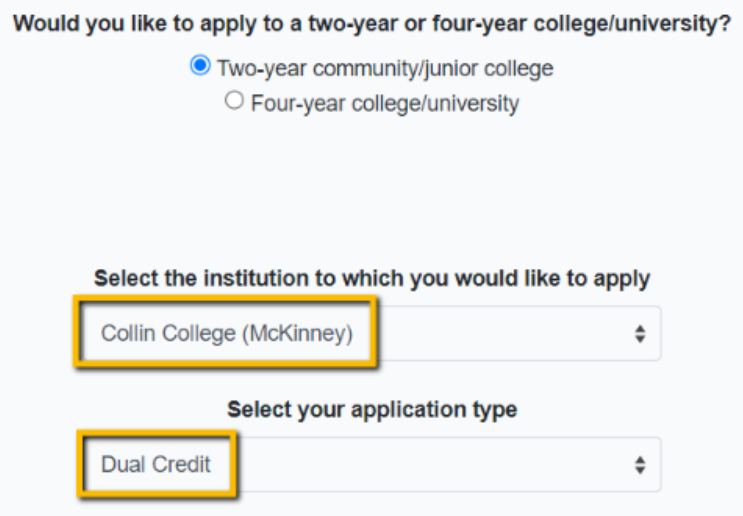 Would you like to apply to a two-year or four-year college/university?
Two-year community/junior college
Four-year college/university
Select the institution to which you would like to apply
Collin College (McKinney)
Select your application type
Dual Credit